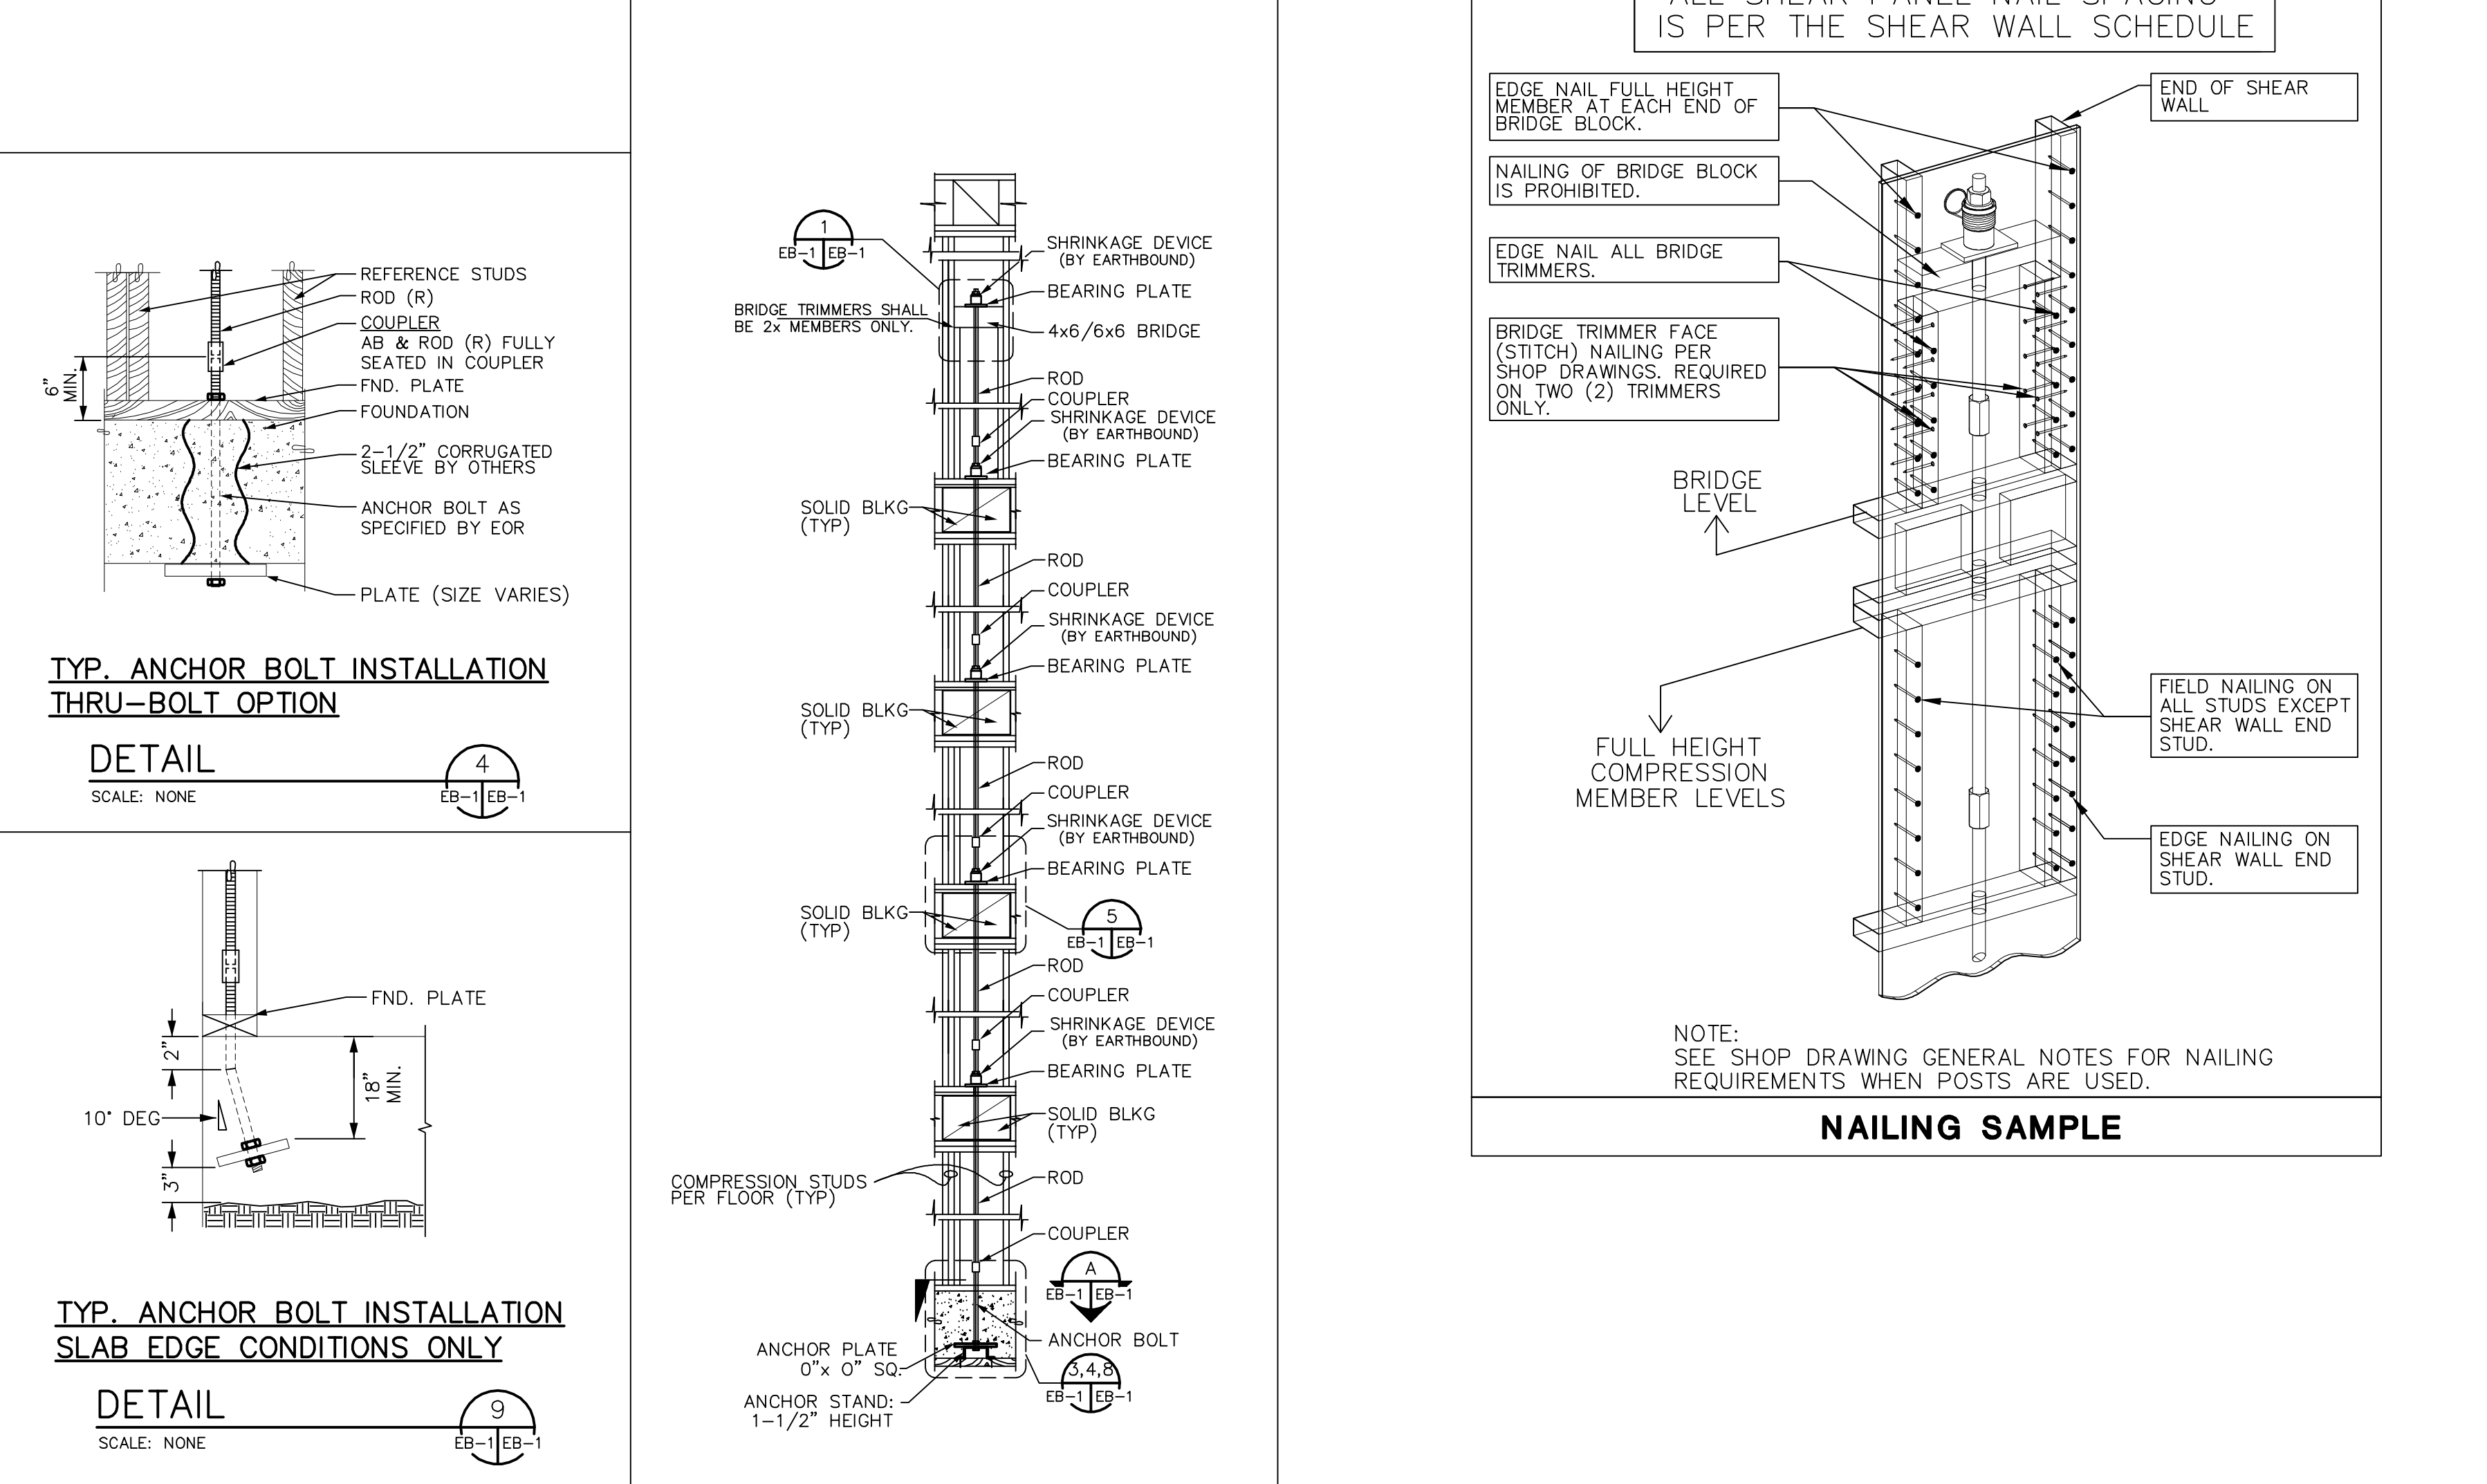 REFERENCE STUDS
ROD (R)
COUPLER
AB & ROD (R) FULLY
SEATED IN COUPLER
FND. PLATE
FOUNDATION
2-1/2" CORRUGATED
SLEEVE BY OTHERS
ANCHOR BOLT AS
SPECIFIED BY EOR
PLATE (SIZE VARIES)
6"
MIN.
TYP. ANCHOR BOLT INSTALLATION
THRU-BOLT OPTION
DETAIL
SCALE: NONE
4
EB-1 EB-1
FND. PLATE
2"
18"
MIN.
10° DEG
3"
TYP. ANCHOR BOLT INSTALLATION
SLAB EDGE CONDITIONS ONLY
DETAIL
SCALE: NONE
9
EB-1 EB-1
1
EB-1 EB-1
SHRINKAGE DEVICE
(BY EARTHBOUND)
BEARING PLATE
BRIDGE TRIMMERS SHALL
BE 2x MEMBERS ONLY.
4x6/6x6 BRIDGE
ROD
COUPLER
SHRINKAGE DEVICE
(BY EARTHBOUND)
BEARING PLATE
SOLID BLKG
(TYP)
ROD
COUPLER
SHRINKAGE DEVICE
(BY EARTHBOUND)
BEARING PLATE
SOLID BLKG
(TYP)
ROD
COUPLER
SHRINKAGE DEVICE
(BY EARTHBOUND)
BEARING PLATE
SOLID BLKG
(TYP)
5
EB-1 EB-1
ROD
COUPLER
SHRINKAGE DEVICE
(BY EARTHBOUND)
BEARING PLATE
SOLID BLKG
(TYP)
COMPRESSION STUDS
PER FLOOR (TYP)
ROD
COUPLER
A
EB-1 EB-1
ANCHOR BOLT
ANCHOR PLATE
0"x 0" SQ.
3,4,8
EB-1 EB-1
ANCHOR STAND:
1-1/2" HEIGHT
ALL SHEAR PANEL NAIL SPACING
IS PER THE SHEAR WALL SCHEDULE
EDGE NAIL FULL HEIGHT
MEMBER AT EACH END OF
BRIDGE BLOCK.
END OF SHEAR
WALL
NAILING OF BRIDGE BLOCK
IS PROHIBITED.
EDGE NAIL ALL BRIDGE
TRIMMERS.
BRIDGE TRIMMER FACE
(STITCH) NAILING PER
SHOP DRAWINGS. REQUIRED
ON TWO (2) TRIMMERS
ONLY.
BRIDGE
LEVEL
FULL HEIGHT
COMPRESSION
MEMBER LEVELS
FIELD NAILING ON
ALL STUDS EXCEPT
SHEAR WALL END
STUD.
EDGE NAILING ON
SHEAR WALL END
STUD.
NOTE:
SEE SHOP DRAWING GENERAL NOTES FOR NAILING
REQUIREMENTS WHEN POSTS ARE USED.
NAILING SAMPLE